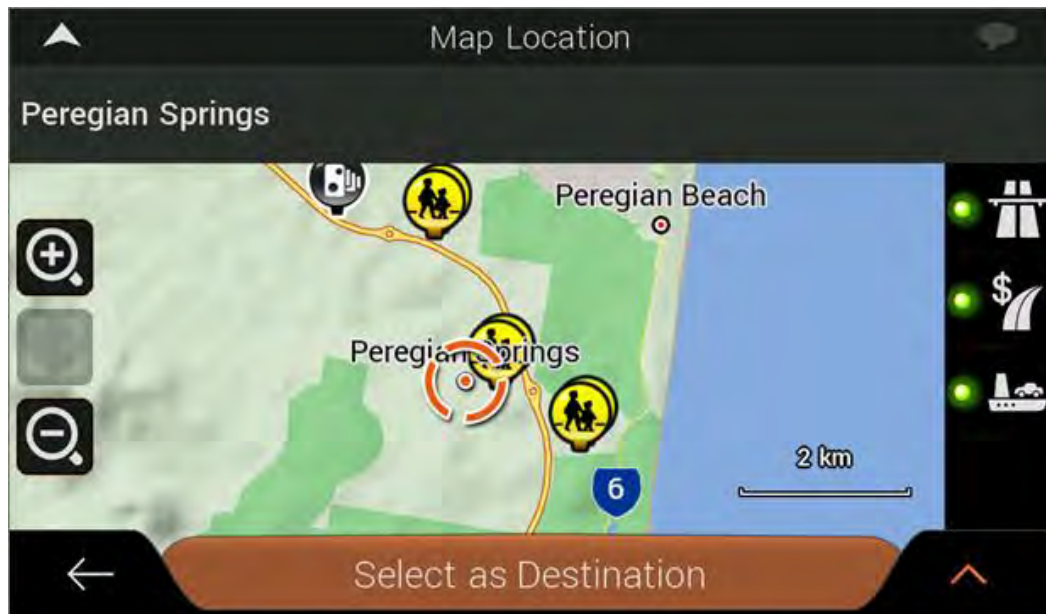 Map Location
Peregian Springs
Peregian Beach
$
Peregian Springs
2 km
6
Select as Destination